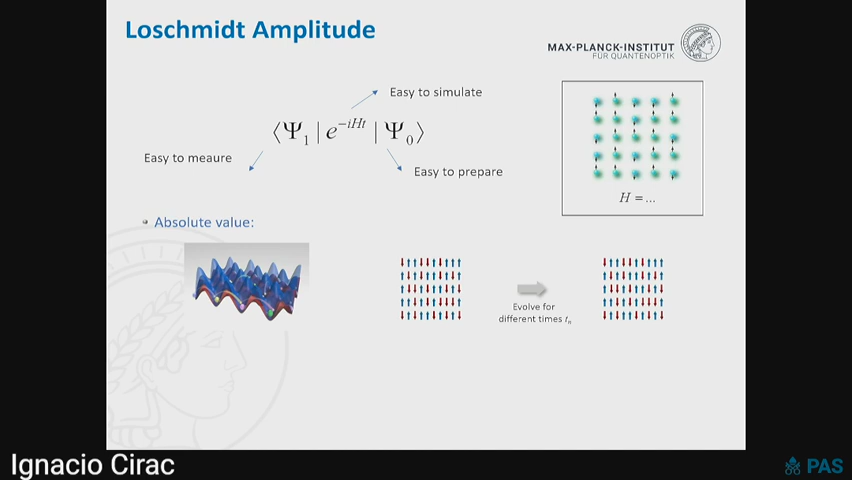 Loschmidt Amplitude
MAX-PLANCK-INSTITUT
FÜR QUANTENOPTIK
Easy to simulate
⟨Ψ₁ | e^{-iHt} | Ψ₀⟩
Easy to meaure
Easy to prepare
H = ...
Absolute value:
Evolve for
different times tₙ
Ignacio Cirac
PAS